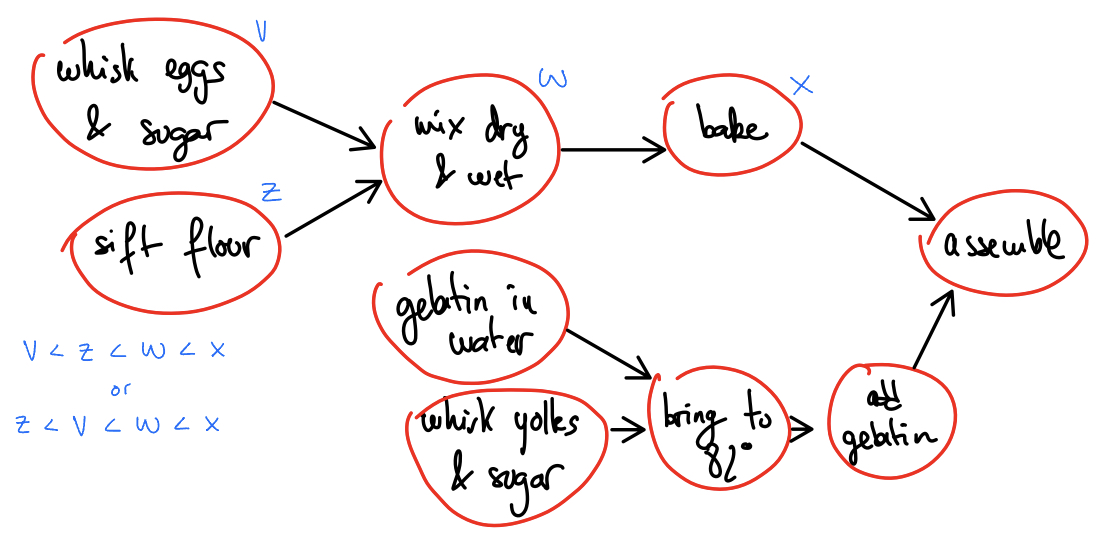 V
whisk eggs
& sugar
W
mix dry
& wet
X
bake
Z
sift flour
assemble
gelatin in
water
whisk yolks
& sugar
bring to
82°
add
gelatin
V < Z < W < X
or
Z < V < W < X